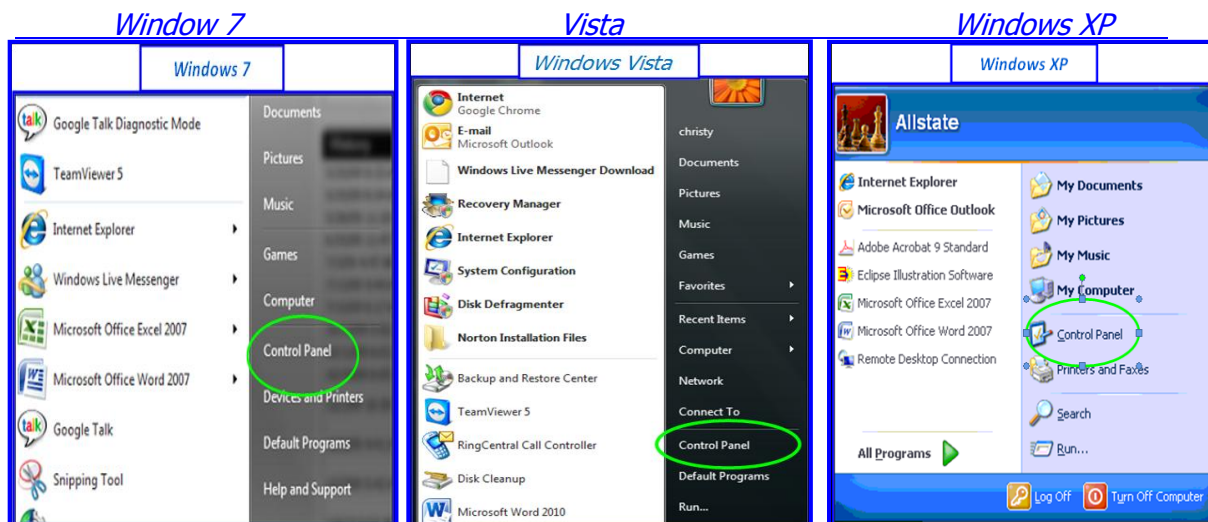 Window 7
Vista
Windows XP
Windows 7
talk
Google Talk Diagnostic Mode
TeamViewer 5
Internet Explorer
Windows Live Messenger
Microsoft Office Excel 2007
Microsoft Office Word 2007
talk
Google Talk
Snipping Tool
Documents
Pictures
Music
Games
Computer
Control Panel
Devices and Printers
Default Programs
Help and Support
Windows Vista
Internet
Google Chrome
E-mail
Microsoft Outlook
Windows Live Messenger Download
Recovery Manager
Internet Explorer
System Configuration
Disk Defragmenter
Norton Installation Files
Backup and Restore Center
TeamViewer 5
RingCentral Call Controller
Disk Cleanup
Microsoft Word 2010
christy
Documents
Pictures
Music
Games
Favorites
Recent Items
Computer
Network
Connect To
Control Panel
Default Programs
Run...
Windows XP
Allstate
Internet Explorer
Microsoft Office Outlook
Adobe Acrobat 9 Standard
Eclipse Illustration Software
Microsoft Office Excel 2007
Microsoft Office Word 2007
Remote Desktop Connection
All Programs
My Documents
My Pictures
My Music
My Computer
Control Panel
Printers and Faxes
Search
Run...
Log Off
Turn Off Computer